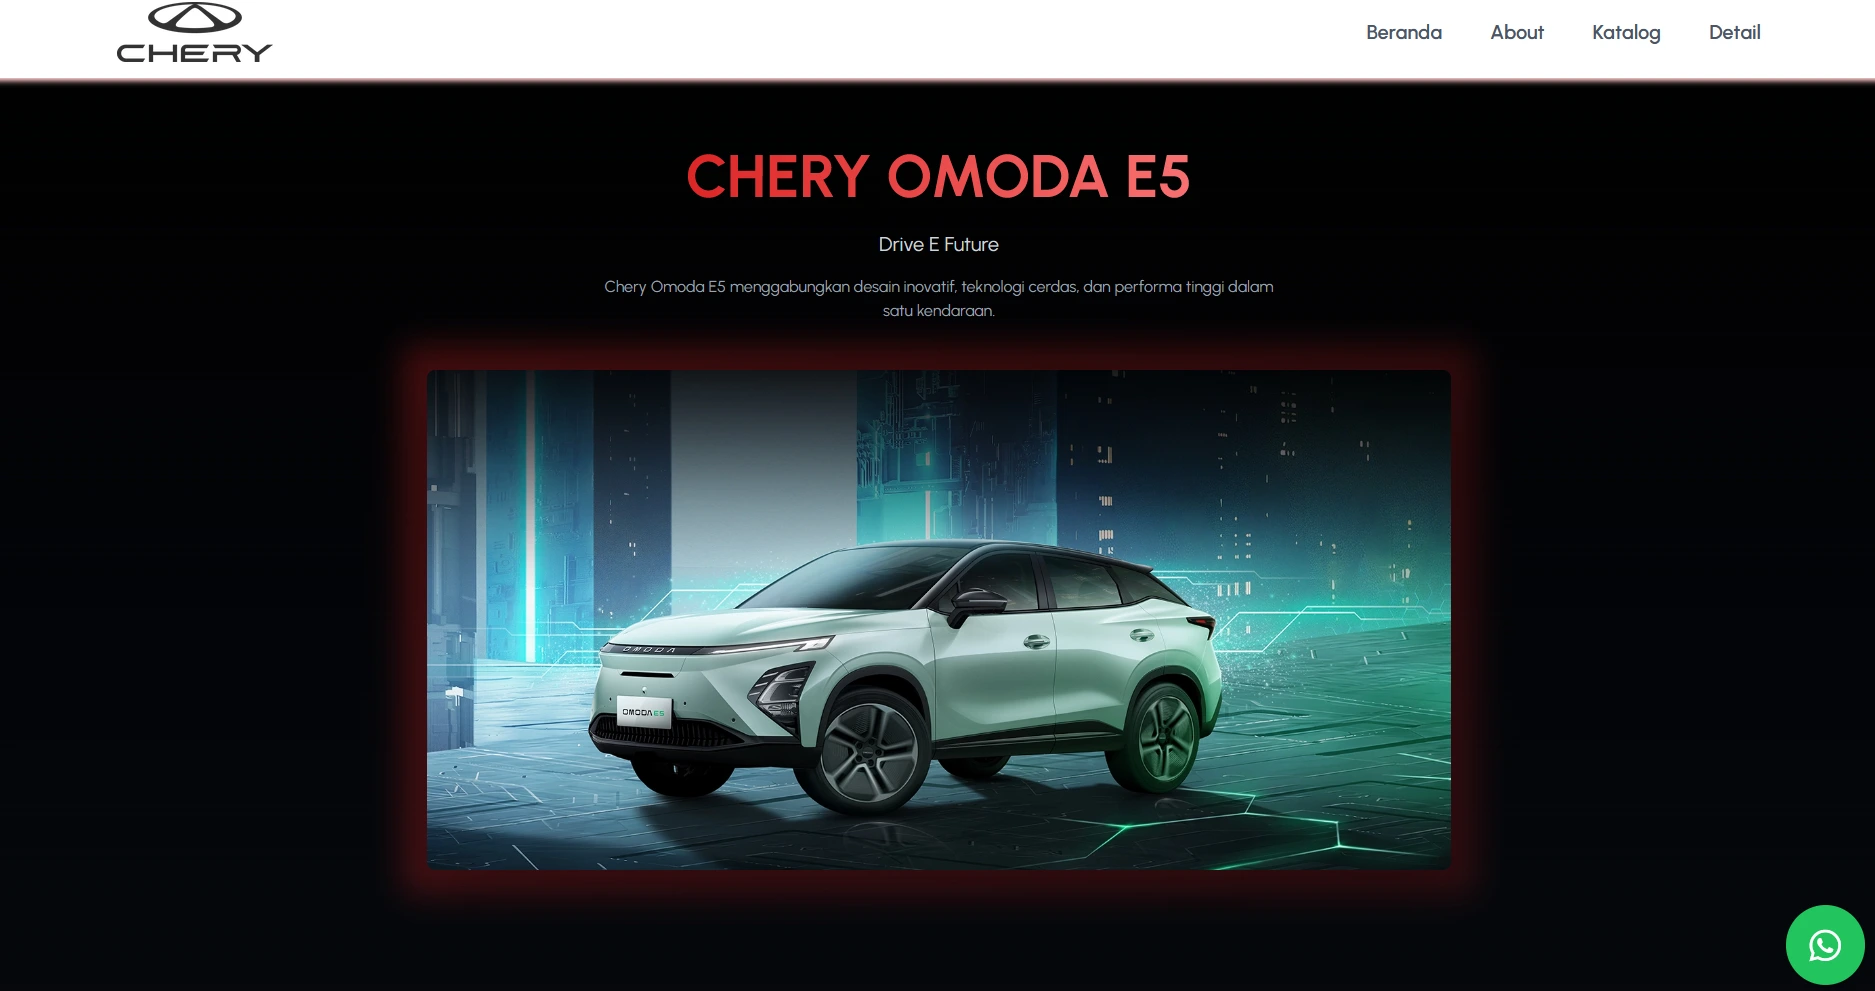 CHERY
Beranda
About
Katalog
Detail
CHERY OMODA E5
Drive E Future
Chery Omoda E5 menggabungkan desain inovatif, teknologi cerdas, dan performa tinggi dalam
satu kendaraan.
OMODA
OMODA E5